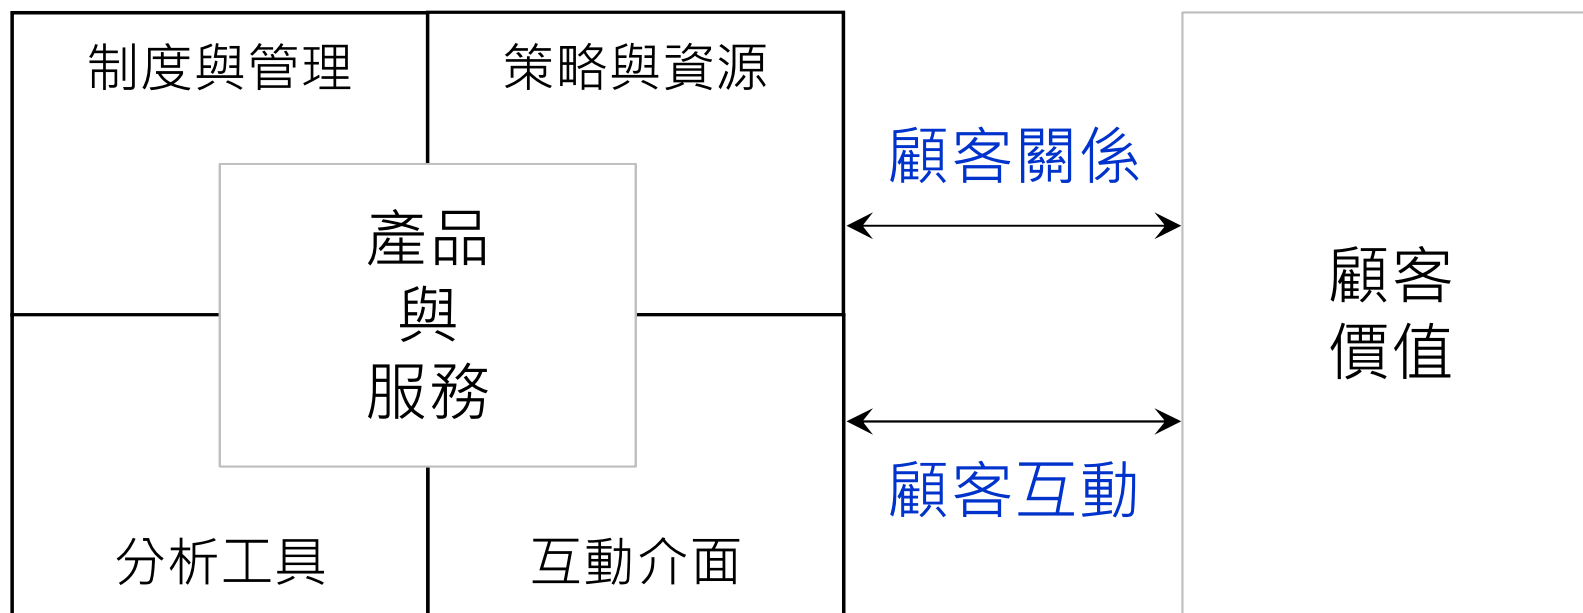 制度與管理
策略與資源
顧客關係
產品
與
服務
顧客
價值
顧客互動
分析工具
互動介面